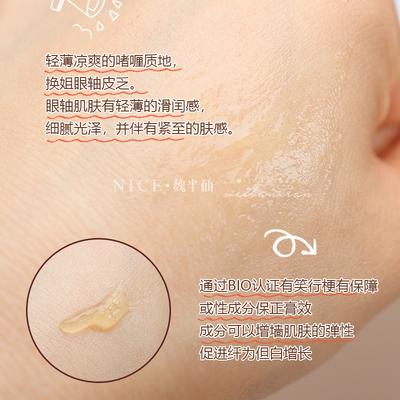 轻薄凉爽的啫喱质地，
换姐眼轴皮乏。
眼轴肌肤有轻薄的滑闰感，
细腻光泽，并伴有紧至的肤感。
NICE·魏半仙
通过BIO认证有笑行梗有保障
或性成分保正膏效
成分可以增墙肌肤的弹性
促进纤为但白增长